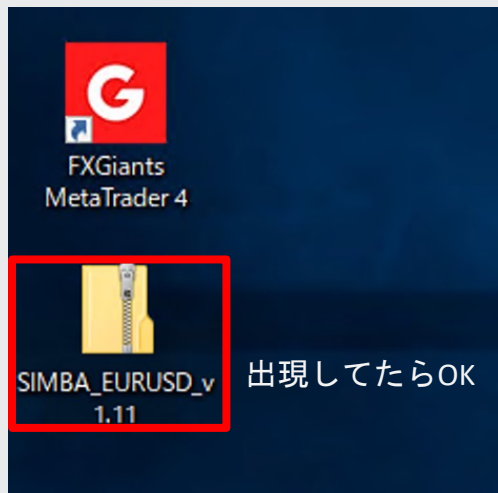 G
FXGiants
MetaTrader 4
SIMBA_EURUSD_v
1.11
出現してたらOK